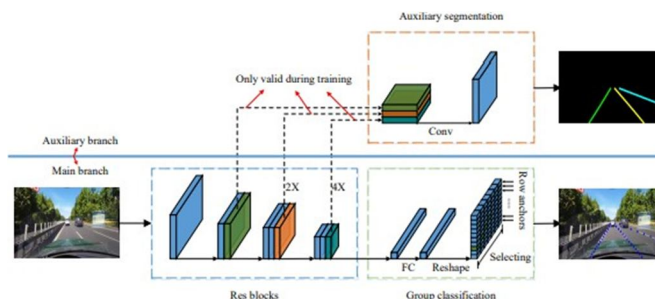 Auxiliary segmentation
Only valid during training
Conv
Auxiliary branch
Main branch
2X
4X
Row anchors
FC
Reshape
Selecting
Res blocks
Group classification